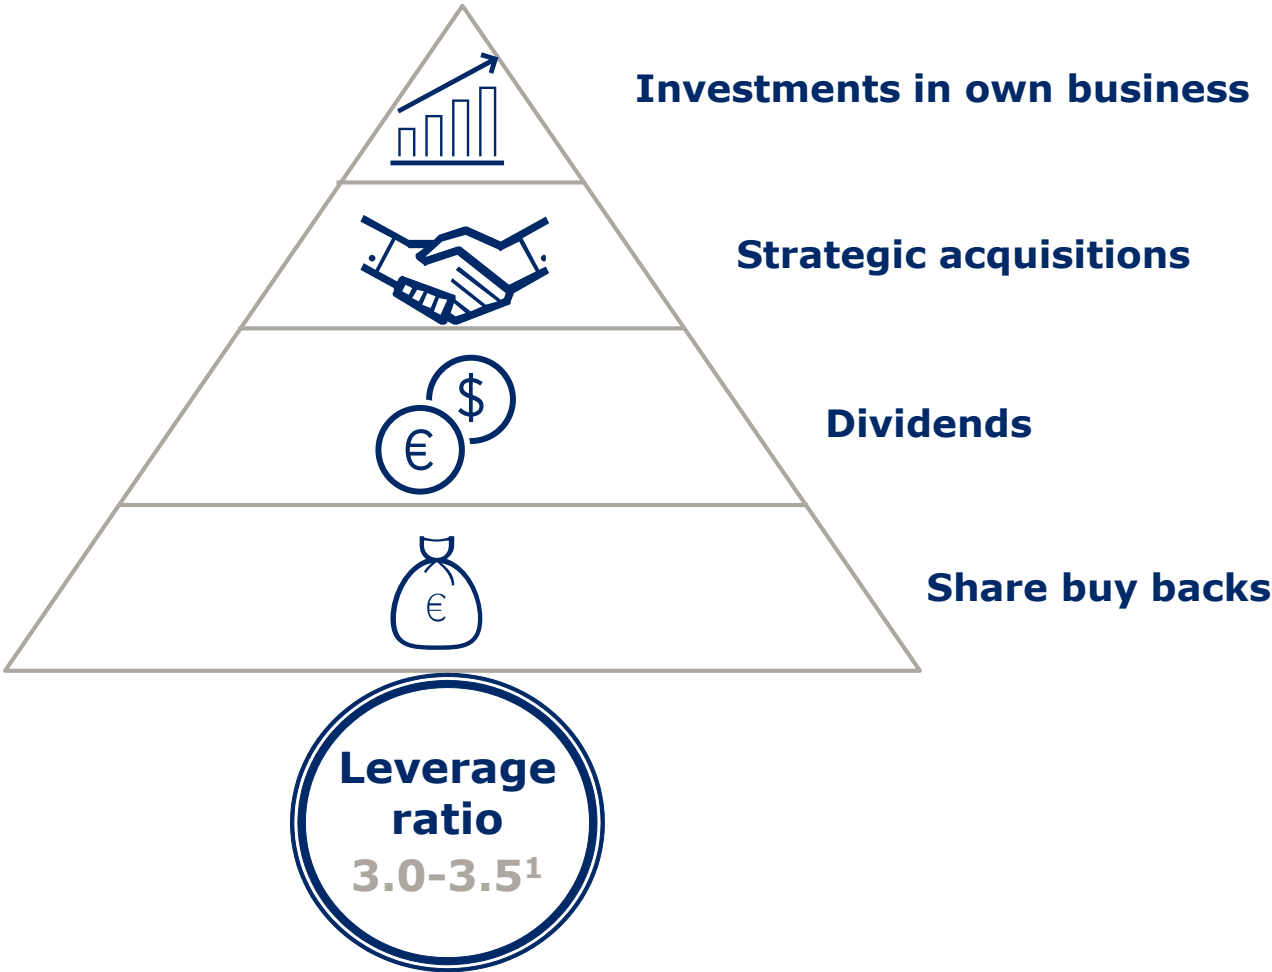 Investments in own business
Strategic acquisitions
$
Dividends
€
€
Share buy backs
Leverage
ratio
3.0-3.5¹